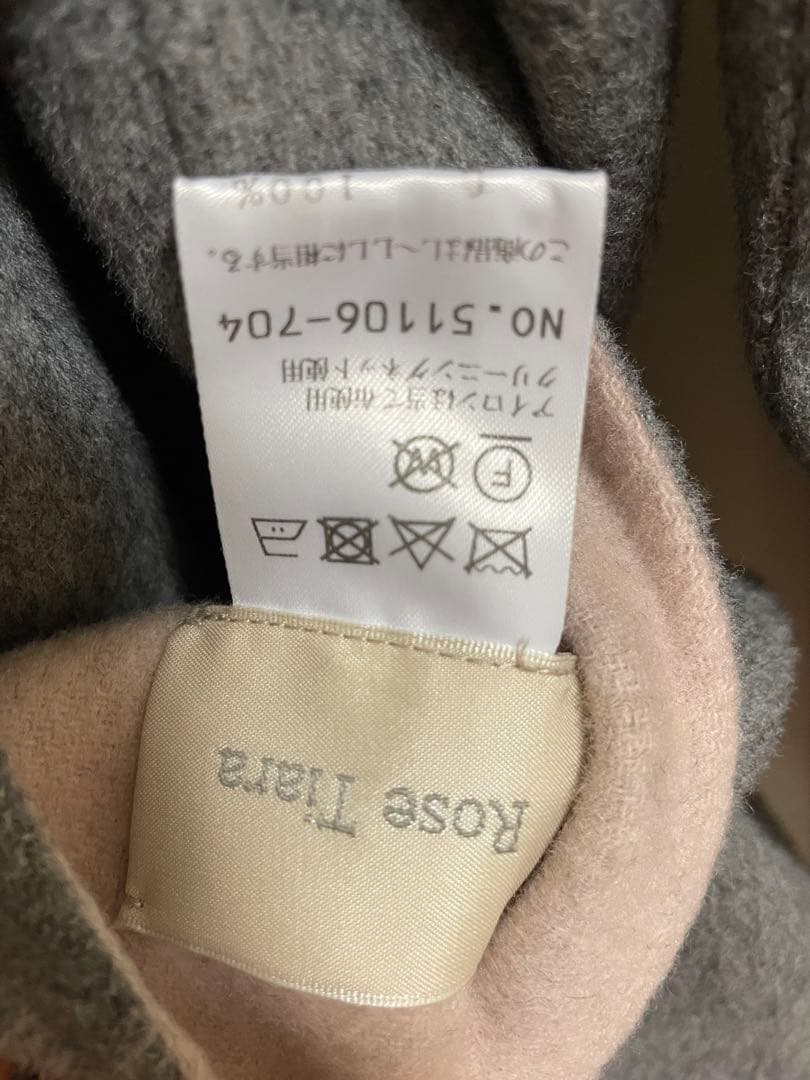 Rose Tiara
F W
アイロンは当て布使用
クリーニングネット使用
NO.51106-704
この はL～LLに相当する。
100%